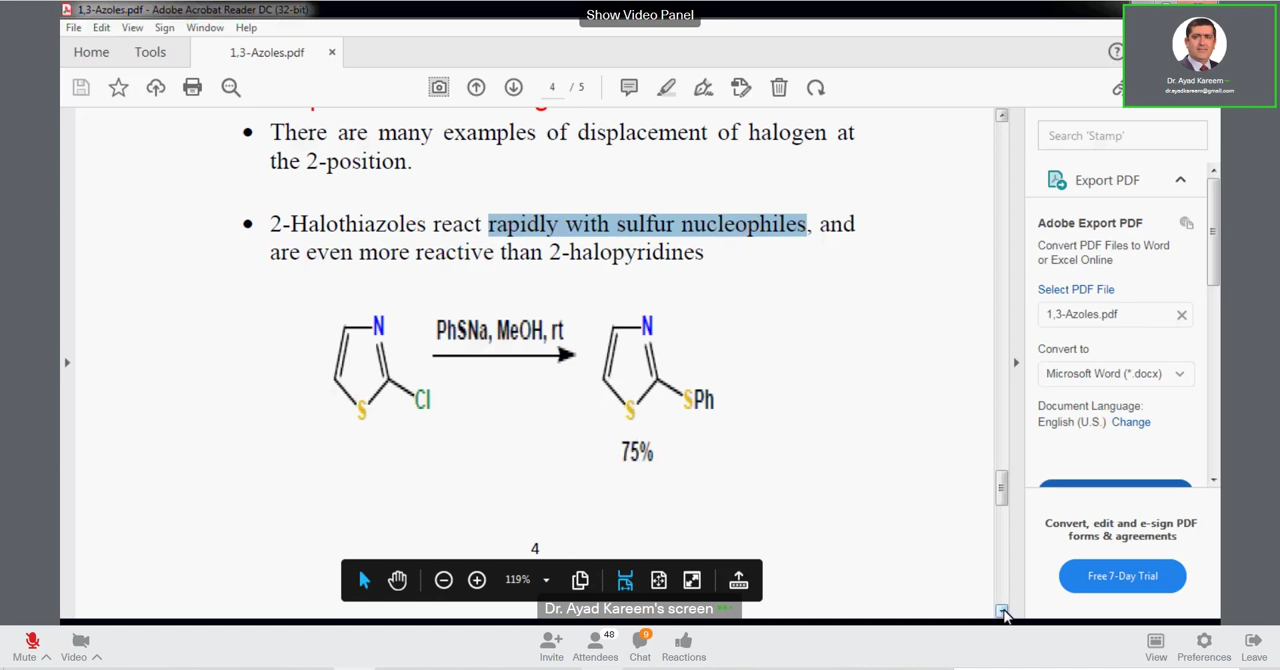 Show Video Panel
1,3-Azoles.pdf - Adobe Acrobat Reader DC (32-bit)
File Edit View Sign Window Help
Home Tools 1,3-Azoles.pdf ×
4 / 5
Dr. Ayad Kareem
dr.ayadkareem@gmail.com
• There are many examples of displacement of halogen at
the 2-position.
• 2-Halothiazoles react rapidly with sulfur nucleophiles, and
are even more reactive than 2-halopyridines
N
S
Cl
PhSNa, MeOH, rt
N
S
SPh
75%
4
119%
Dr. Ayad Kareem's screen
Search 'Stamp'
Export PDF
Adobe Export PDF
Convert PDF Files to Word
or Excel Online
Select PDF File
1,3-Azoles.pdf
Convert to
Microsoft Word (*.docx)
Document Language:
English (U.S.) Change
Convert, edit and e-sign PDF
forms & agreements
Free 7-Day Trial
Mute Video Invite Attendees 48 Chat 9 Reactions View Preferences Leave